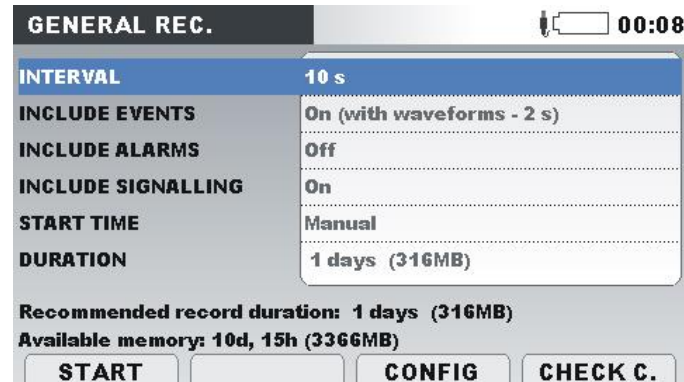 GENERAL REC. 00:08
INTERVAL 10 s
INCLUDE EVENTS On (with waveforms - 2 s)
INCLUDE ALARMS Off
INCLUDE SIGNALLING On
START TIME Manual
DURATION 1 days (316MB)
Recommended record duration: 1 days (316MB)
Available memory: 10d, 15h (3366MB)
START CONFIG CHECK C.